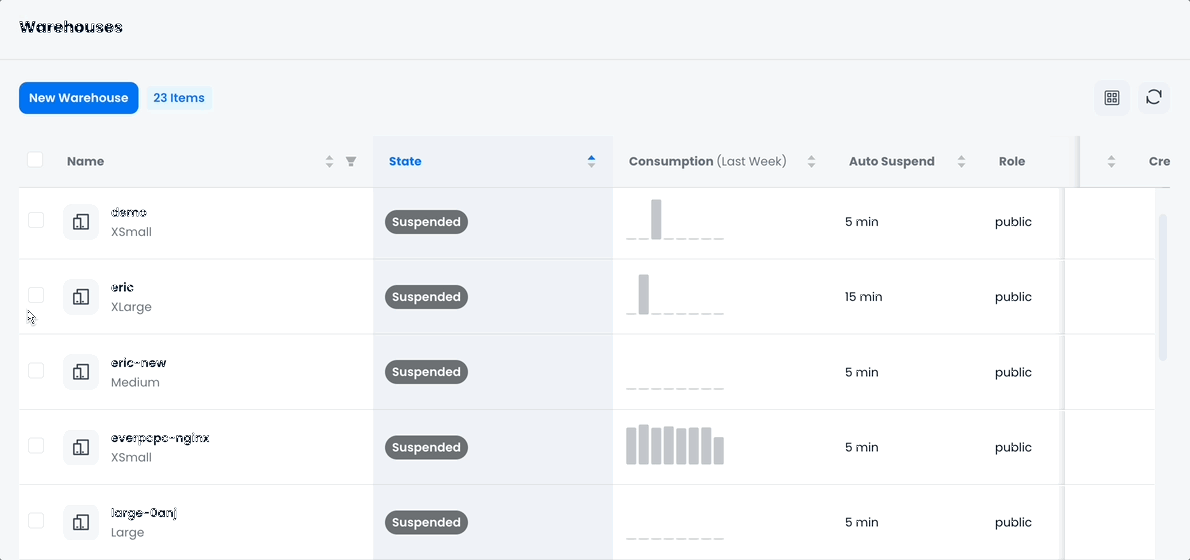 Warehouses
New Warehouse 23 Items
Name State Consumption (Last Week) Auto Suspend Role Cre
demo
XSmall
Suspended 5 min public
eric
XLarge
Suspended 15 min public
eric-new
Medium
Suspended 5 min public
everpcpc-nginx
XSmall
Suspended 5 min public
large-0anj
Large
Suspended 5 min public